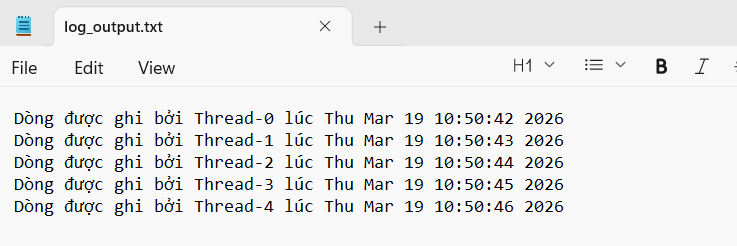 log_output.txt
File Edit View H1 B I
Dòng được ghi bởi Thread-0 lúc Thu Mar 19 10:50:42 2026
Dòng được ghi bởi Thread-1 lúc Thu Mar 19 10:50:43 2026
Dòng được ghi bởi Thread-2 lúc Thu Mar 19 10:50:44 2026
Dòng được ghi bởi Thread-3 lúc Thu Mar 19 10:50:45 2026
Dòng được ghi bởi Thread-4 lúc Thu Mar 19 10:50:46 2026